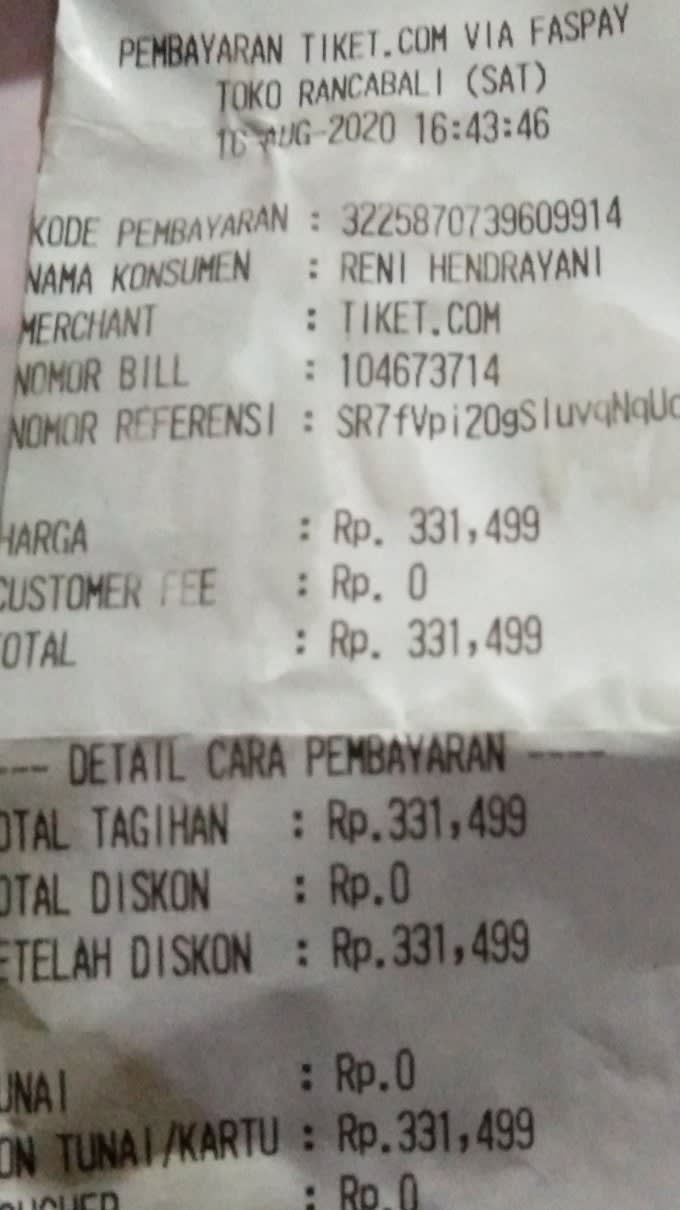 PEMBAYARAN TIKET.COM VIA FASPAY
TOKO RANCABALI (SAT)
16-AUG-2020 16:43:46
KODE PEMBAYARAN : 3225870739609914
NAMA KONSUMEN : RENI HENDRAYANI
MERCHANT : TIKET.COM
NOMOR BILL : 104673714
NOMOR REFERENSI : SR7fVpi20gSluvqNqUc
HARGA : Rp. 331,499
CUSTOMER FEE : Rp. 0
TOTAL : Rp. 331,499
--- DETAIL CARA PEMBAYARAN ----
OTAL TAGIHAN : Rp.331,499
OTAL DISKON : Rp.0
ETELAH DISKON : Rp.331,499
UNAI : Rp.0
ON TUNAI/KARTU : Rp.331,499
OUCHER : Rp.0